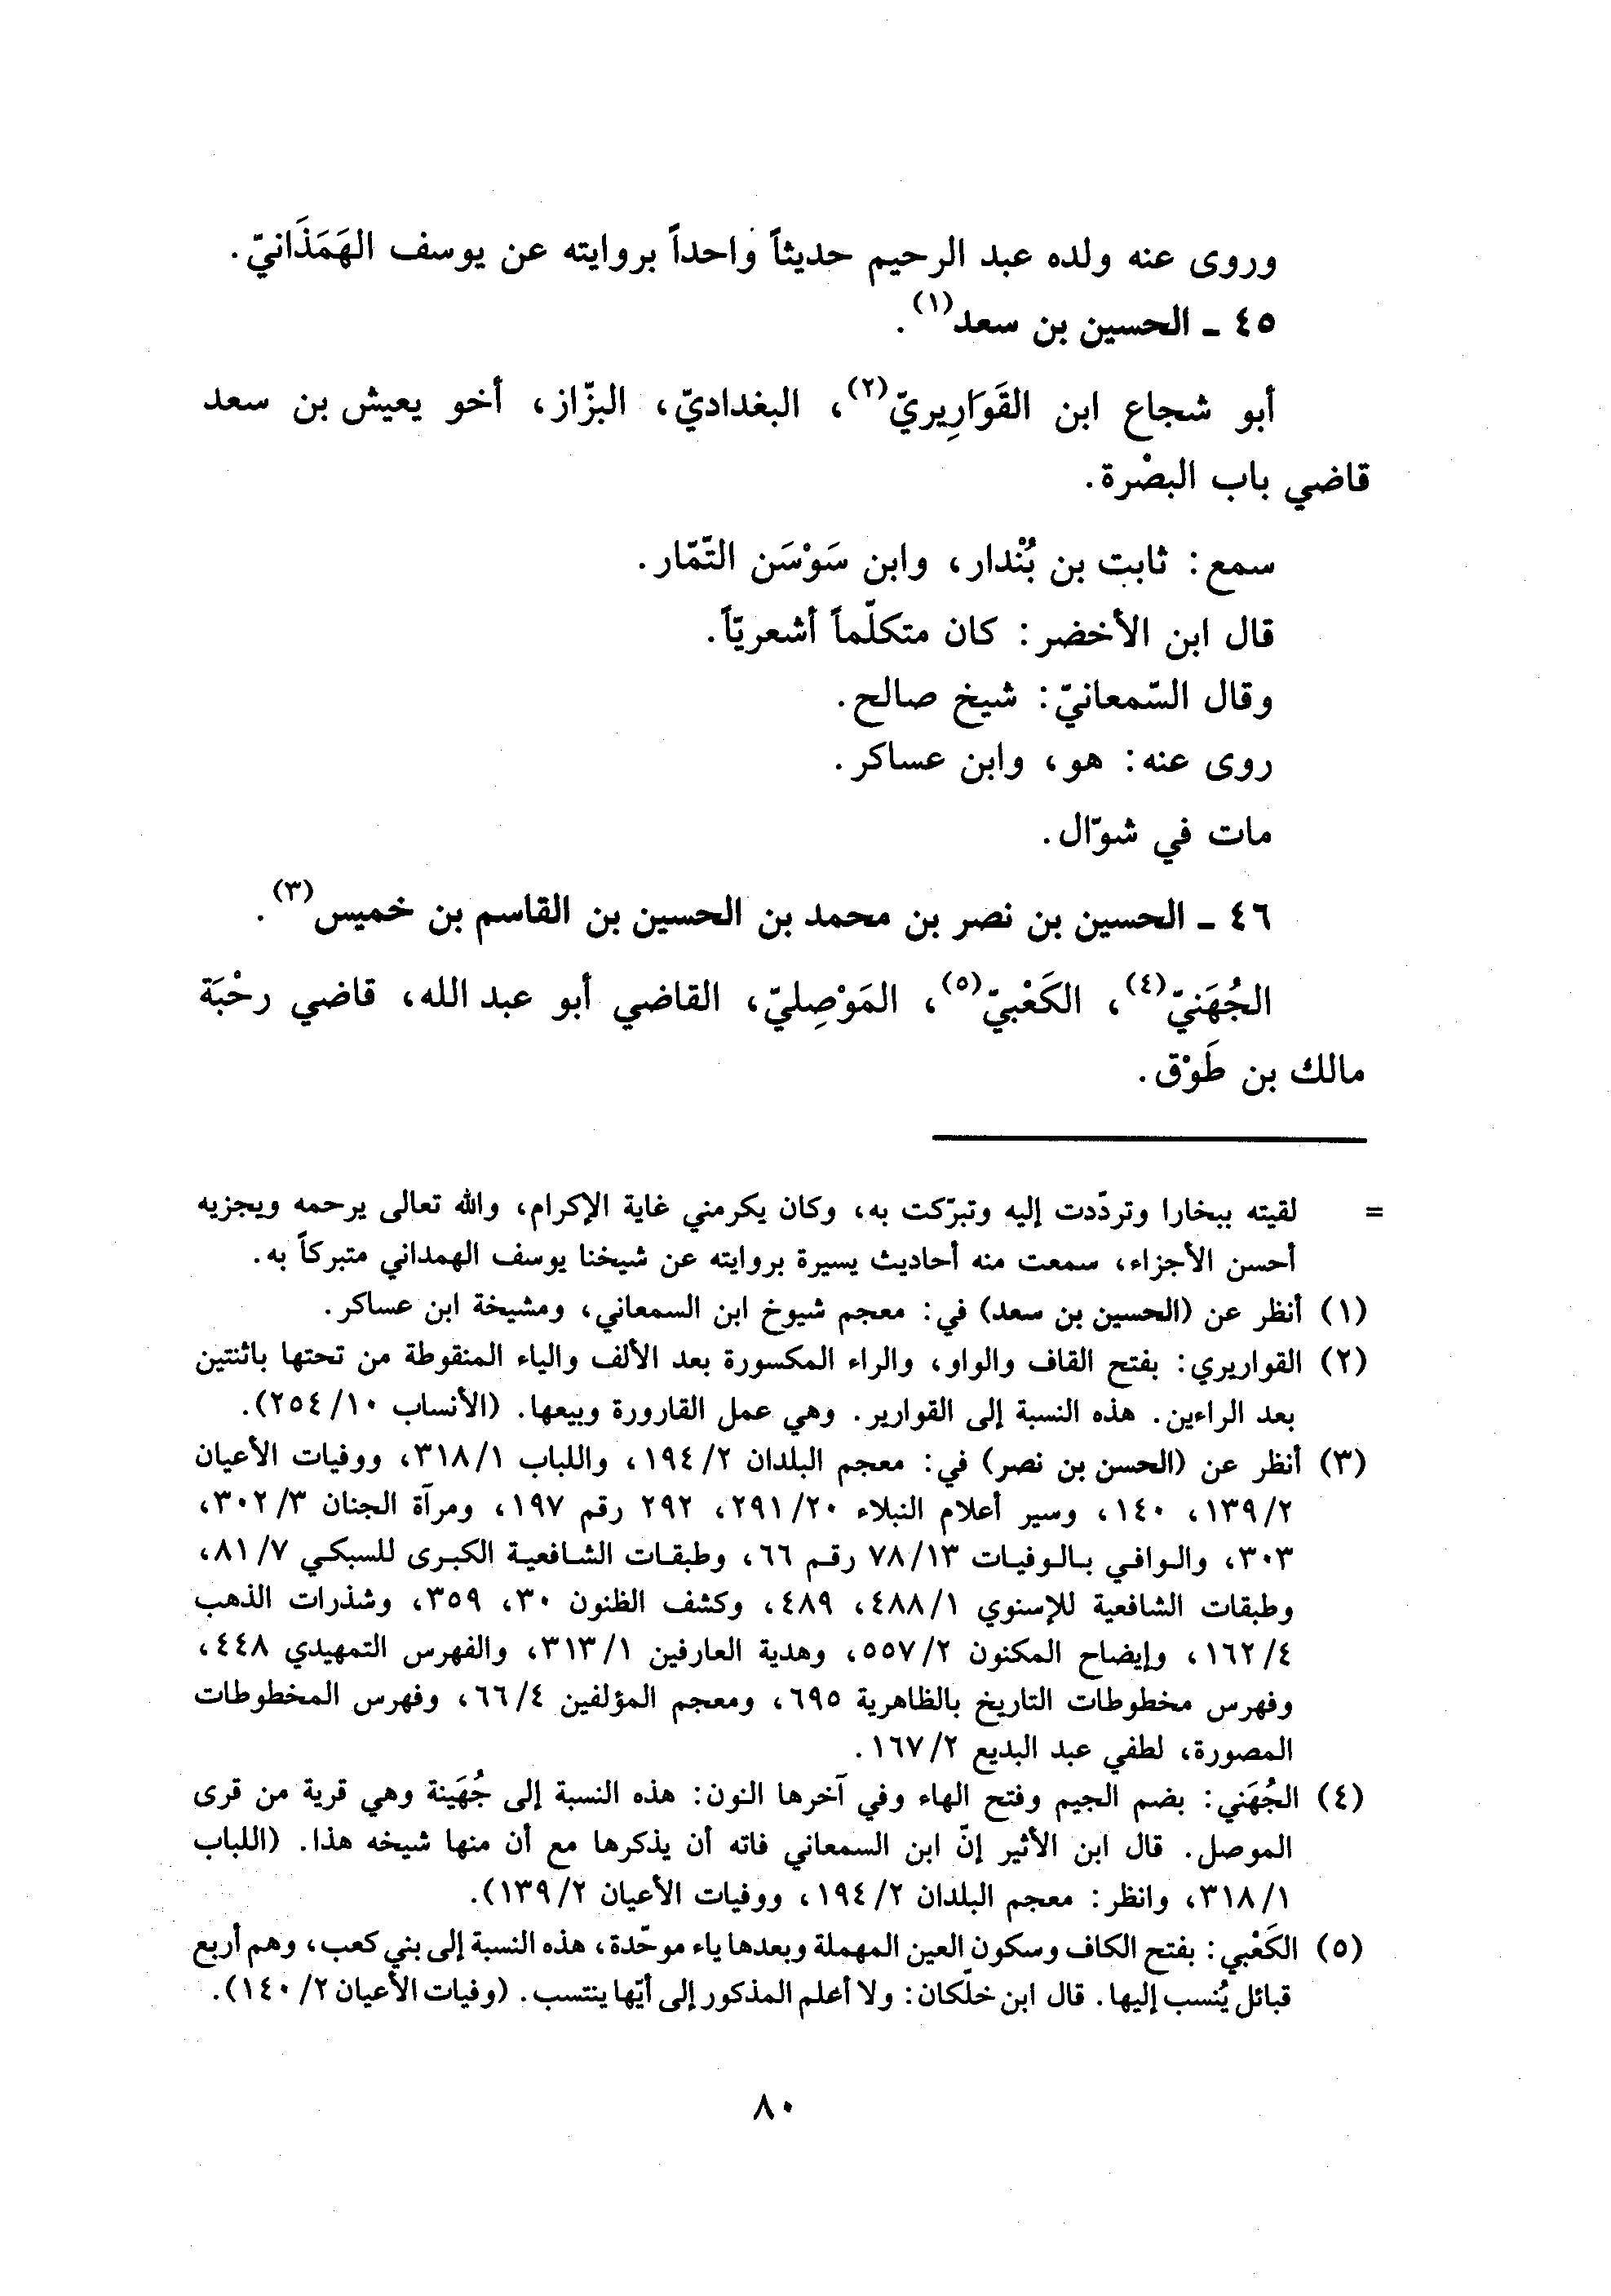 وروى عنه ولده عبد الرحيم حديثاً واحداً بروايته عن يوسف الهَمَذَانيّ.
٤٥ ـ الحسين بن سعد(١).
أبو شجاع ابن القَوَارِيريّ(٢)، البغداديّ، البزّاز، أخو يعيش بن سعد
قاضي باب البصْرة.
سمع: ثابت بن بُنْدار، وابن سَوْسَن التّمّار.
قال ابن الأخضر: كان متكلّماً أشعريّاً.
وقال السّمعانيّ: شيخ صالح.
روى عنه: هو، وابن عساكر.
مات في شوّال.
٤٦ ـ الحسين بن نصر بن محمد بن الحسين بن القاسم بن خميس(٣).
الجُهَنيّ(٤)، الكَعْبيّ(٥)، المَوْصِليّ، القاضي أبو عبد الله، قاضي رحْبَة
مالك بن طَوْق.
= لقيته ببخارا وتردّدت إليه وتبرّكت به، وكان يكرمني غاية الإكرام، والله تعالى يرحمه ويجزيه
أحسن الأجزاء، سمعت منه أحاديث يسيرة بروايته عن شيخنا يوسف الهمداني متبركاً به.
(١) أنظر عن (الحسين بن سعد) في: معجم شيوخ ابن السمعاني، ومشيخة ابن عساكر.
(٢) القواريري: بفتح القاف والواو، والراء المكسورة بعد الألف والياء المنقوطة من تحتها باثنتين
بعد الراءين. هذه النسبة إلى القوارير. وهي عمل القارورة وبيعها. (الأنساب ١٠/٢٥٤).
(٣) أنظر عن (الحسن بن نصر) في: معجم البلدان ٢/١٩٤، واللباب ١/٣١٨، ووفيات الأعيان
٢/١٣٩، ١٤٠، وسير أعلام النبلاء ٢٠/٢٩١، ٢٩٢ رقم ١٩٧، ومرآة الجنان ٣/٣٠٢،
٣٠٣، والوافي بالوفيات ١٣/٧٨ رقم ٦٦، وطبقات الشافعية الكبرى للسبكي ٧/٨١،
وطبقات الشافعية للإسنوي ١/٤٨٨، ٤٨٩، وكشف الظنون ٣٠، ٣٥٩، وشذرات الذهب
٤/١٦٢، وإيضاح المكنون ٢/٥٥٧، وهدية العارفين ١/٣١٣، والفهرس التمهيدي ٤٤٨،
وفهرس مخطوطات التاريخ بالظاهرية ٦٩٥، ومعجم المؤلفين ٤/٦٦، وفهرس المخطوطات
المصورة، لطفي عبد البديع ٢/١٦٧.
(٤) الجُهَني: بضم الجيم وفتح الهاء وفي آخرها النون: هذه النسبة إلى جُهَينة وهي قرية من قرى
الموصل. قال ابن الأثير إنّ ابن السمعاني فاته أن يذكرها مع أن منها شيخه هذا. (اللباب
١/٣١٨، وانظر: معجم البلدان ٢/١٩٤، ووفيات الأعيان ٢/١٣٩).
(٥) الكَعْبي: بفتح الكاف وسكون العين المهملة وبعدها ياء موحّدة، هذه النسبة إلى بني كعب، وهم أربع
قبائل يُنسب إليها. قال ابن خلّكان: ولا أعلم المذكور إلى أيّها ينتسب. (وفيات الأعيان ٢/١٤٠).
٨٠